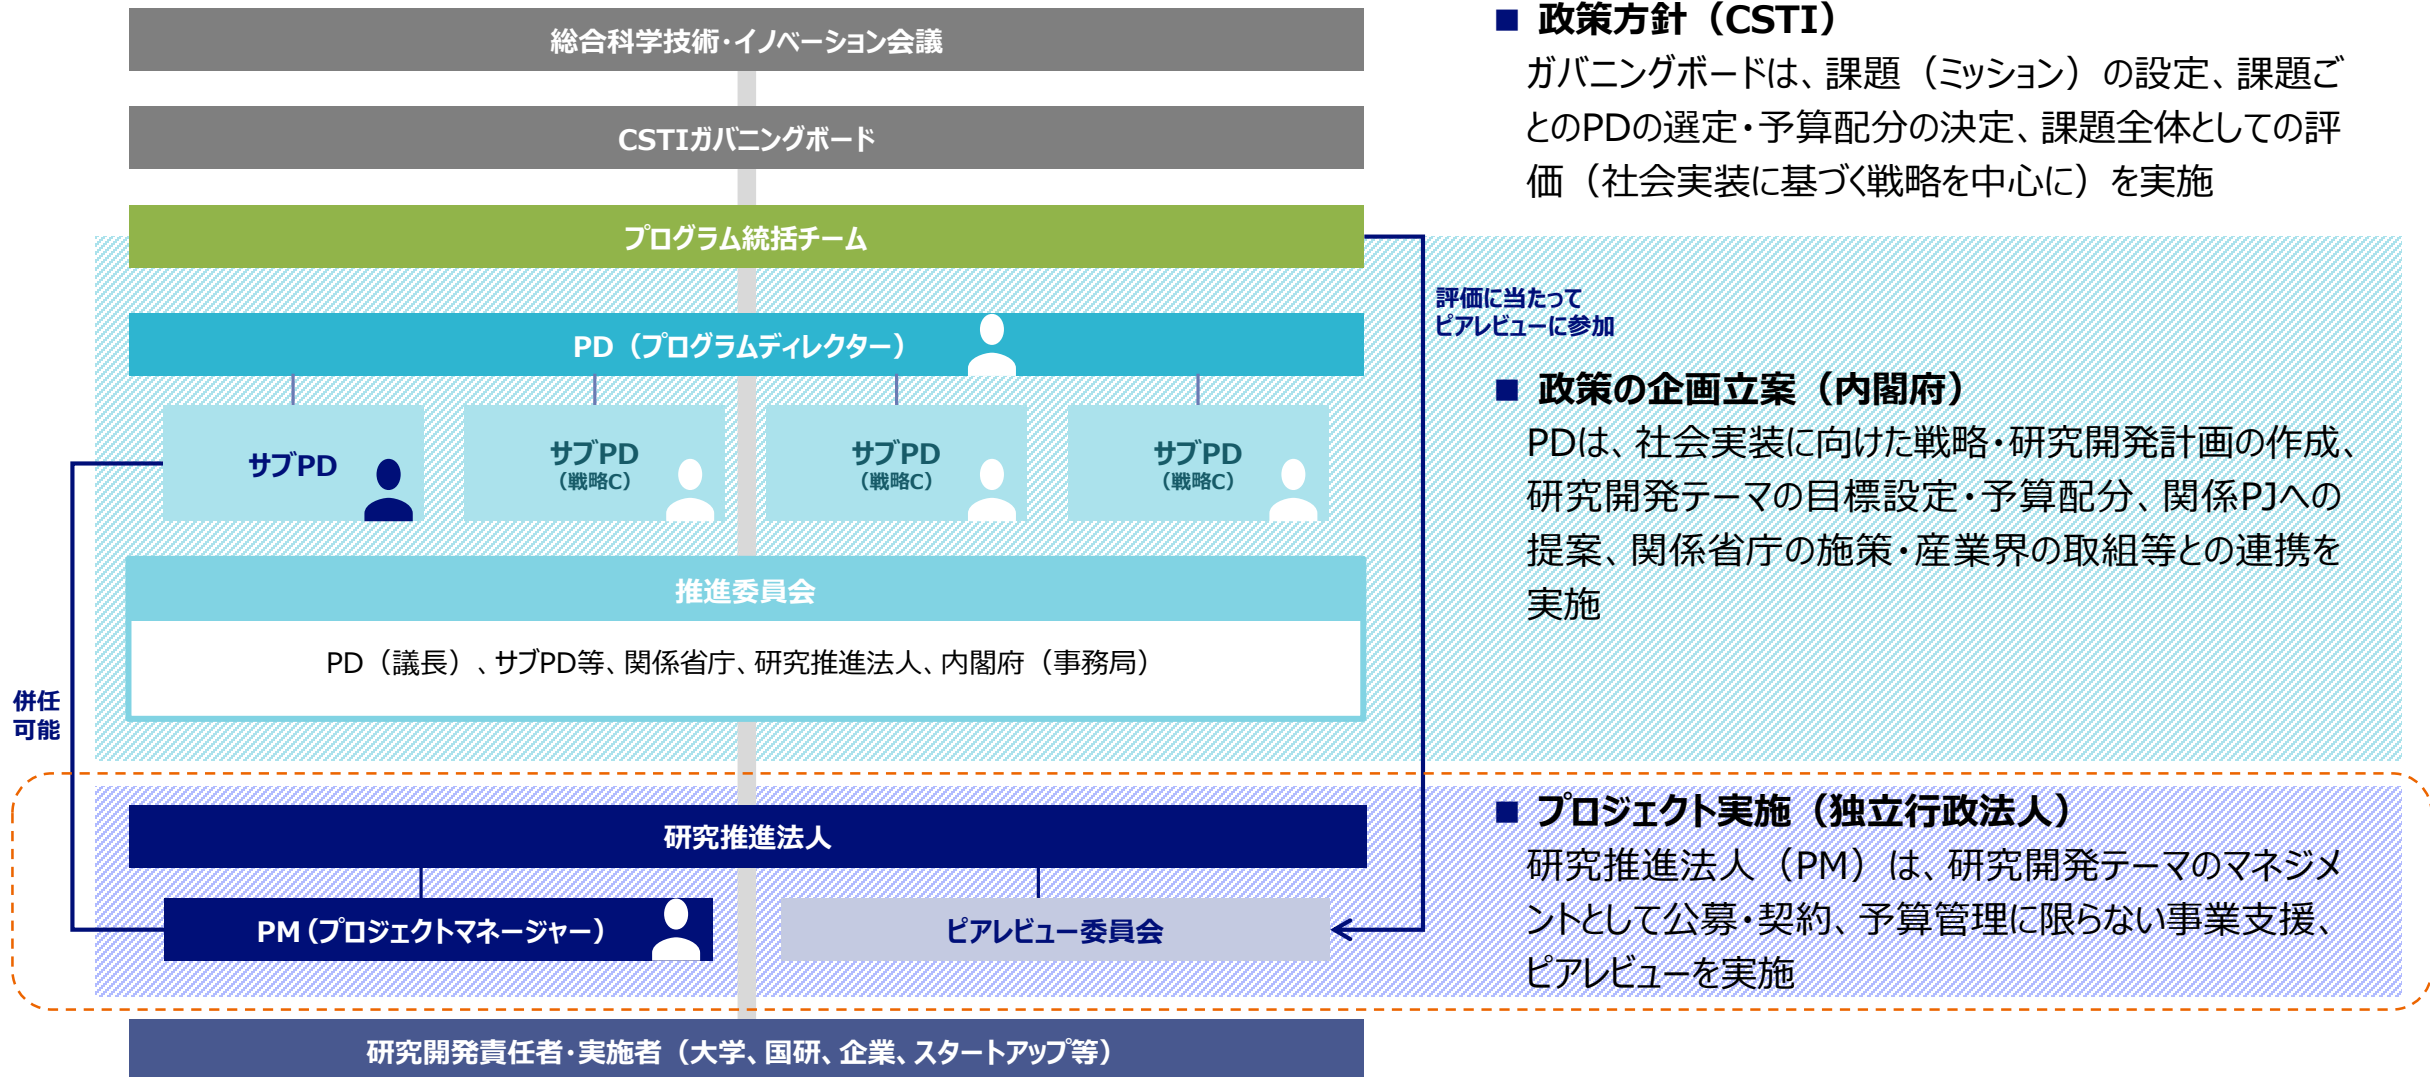 総合科学技術・イノベーション会議
CSTIガバニングボード
プログラム統括チーム
PD（プログラムディレクター）
サブPD
サブPD
（戦略C）
サブPD
（戦略C）
サブPD
（戦略C）
推進委員会
PD（議長）、サブPD等、関係省庁、研究推進法人、内閣府（事務局）
併任
可能
評価に当たって
ピアレビューに参加
研究推進法人
PM（プロジェクトマネージャー）
ピアレビュー委員会
研究開発責任者・実施者（大学、国研、企業、スタートアップ等）
■ 政策方針（CSTI）
ガバニングボードは、課題（ミッション）の設定、課題ご
とのPDの選定・予算配分の決定、課題全体としての評
価（社会実装に基づく戦略を中心に）を実施
■ 政策の企画立案（内閣府）
PDは、社会実装に向けた戦略・研究開発計画の作成、
研究開発テーマの目標設定・予算配分、関係PJへの
提案、関係省庁の施策・産業界の取組等との連携を
実施
■ プロジェクト実施（独立行政法人）
研究推進法人（PM）は、研究開発テーマのマネジメ
ントとして公募・契約、予算管理に限らない事業支援、
ピアレビューを実施